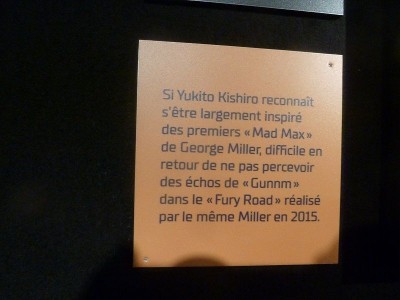 Si Yukito Kishiro reconnaît
s'être largement inspiré
des premiers « Mad Max »
de George Miller, difficile en
retour de ne pas percevoir
des échos de « Gunnm »
dans le « Fury Road » réalisé
par le même Miller en 2015.